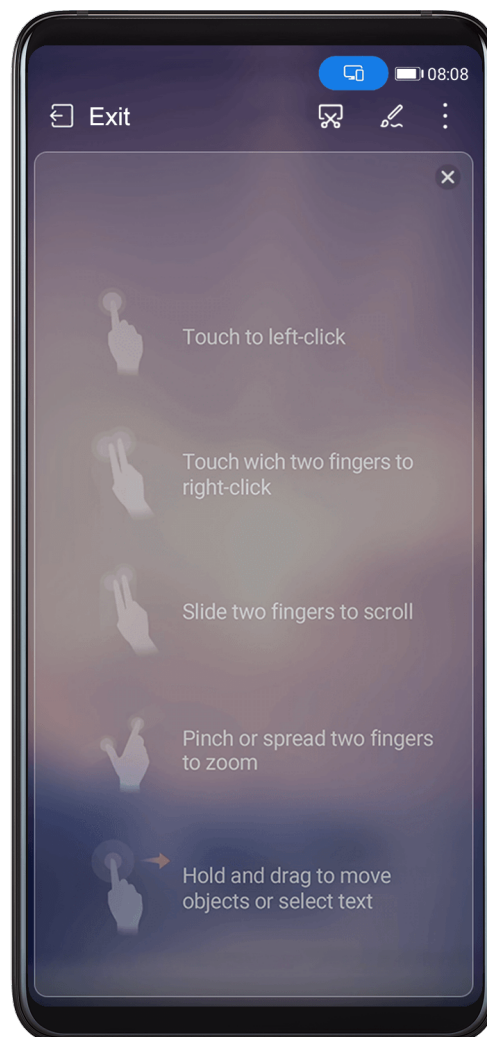 08:08
Exit
Touch to left-click
Touch wich two fingers to
right-click
Slide two fingers to scroll
Pinch or spread two fingers
to zoom
Hold and drag to move
objects or select text